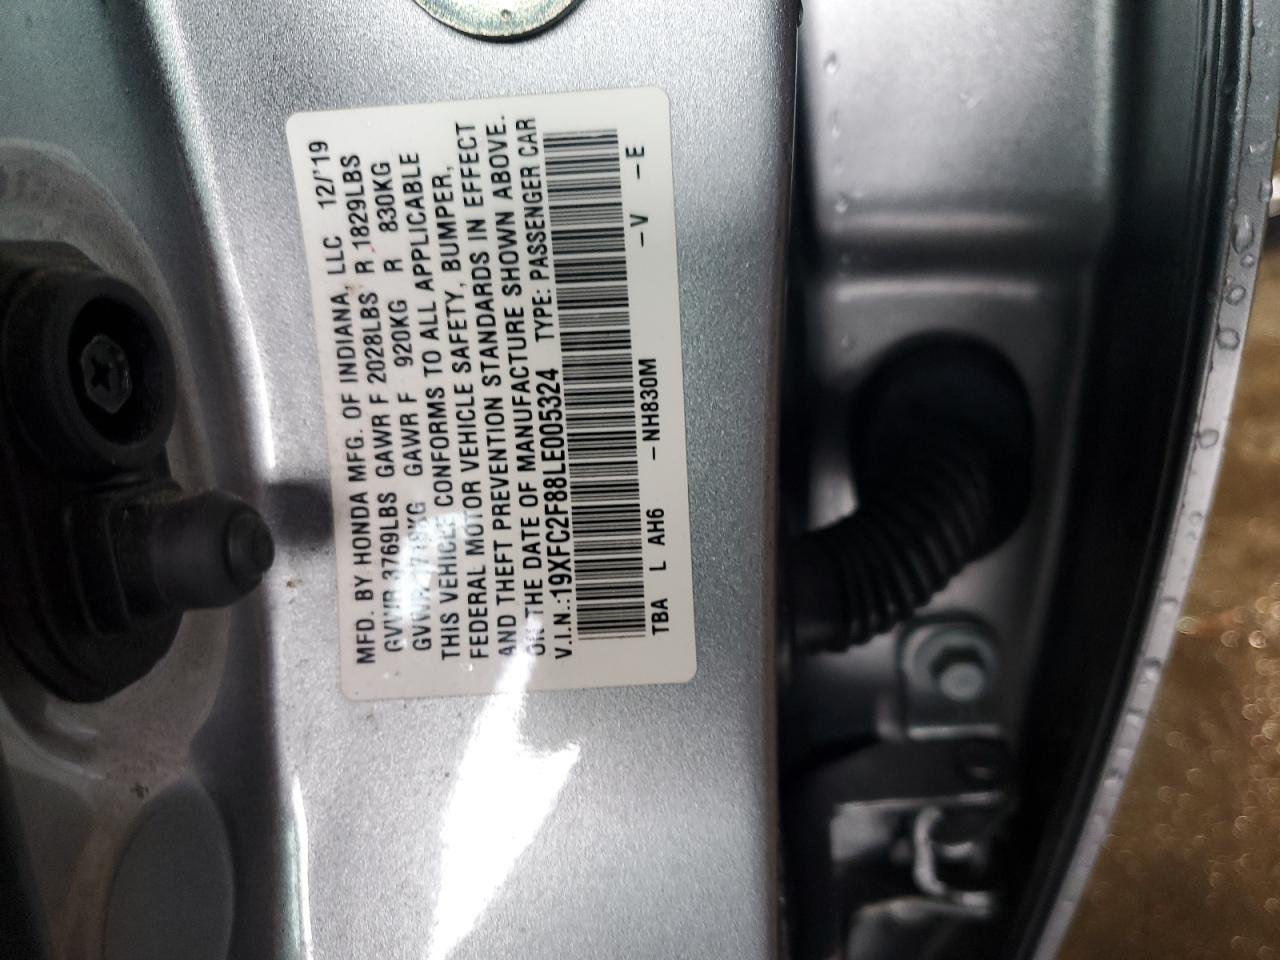 MFD. BY HONDA MFG. OF INDIANA, LLC 12/'19
GVWR 3769LBS GAWR F 2028LBS R 1829LBS
GAWR F 920KG R 830KG
THIS VEHICLE CONFORMS TO ALL APPLICABLE
FEDERAL MOTOR VEHICLE SAFETY, BUMPER,
AND THEFT PREVENTION STANDARDS IN EFFECT
ON THE DATE OF MANUFACTURE SHOWN ABOVE.
V.I.N.:19XFC2F88LE005324 TYPE: PASSENGER CAR
TBA L AH6 -NH830M -V -E